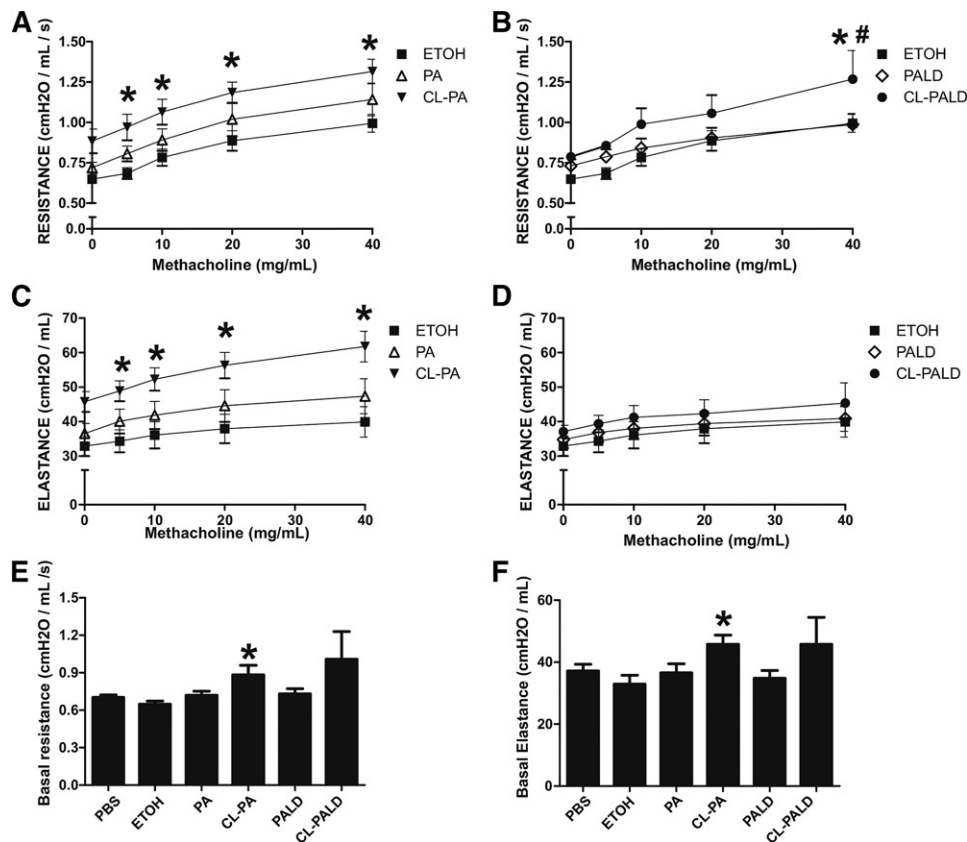 A
RESISTANCE (cmH2O / mL / s)
1.50
1.25
1.00
0.75
0.50
0.0
0 10 20 30 40
Methacholine (mg/mL)
* * * *
ETOH
PA
CL-PA
B
RESISTANCE (cmH2O / mL / s)
1.50
1.25
1.00
0.75
0.50
0.0
0 10 20 30 40
Methacholine (mg/mL)
* #
ETOH
PALD
CL-PALD
C
ELASTANCE (cmH2O / mL)
70
60
50
40
30
0
0 10 20 30 40
Methacholine (mg/mL)
* * * *
ETOH
PA
CL-PA
D
ELASTANCE (cmH2O / mL)
70
60
50
40
30
0
0 10 20 30 40
Methacholine (mg/mL)
ETOH
PALD
CL-PALD
E
Basal resistance (cmH2O / mL /s)
1.5
1.2
0.9
0.6
0.3
0.0
*
PBS
ETOH
PA
CL-PA
PALD
CL-PALD
F
Basal Elastance (cmH2O / mL)
60
40
20
0
*
PBS
ETOH
PA
CL-PA
PALD
CL-PALD